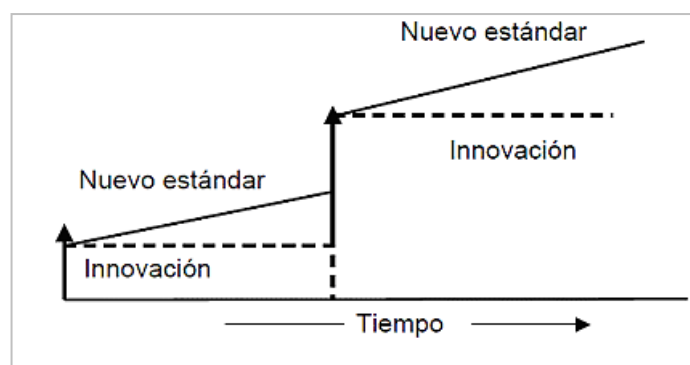 Nuevo estándar
Innovación
Nuevo estándar
Innovación
Tiempo